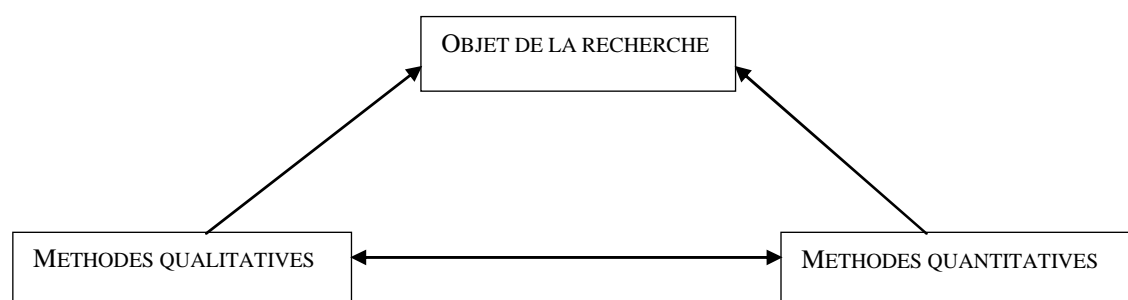 OBJET DE LA RECHERCHE
METHODES QUALITATIVES
METHODES QUANTITATIVES